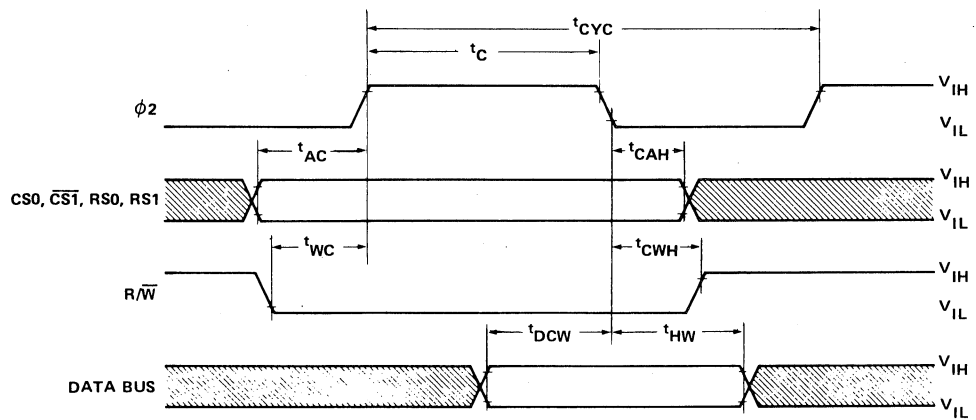 tCYC
tC
φ2
VIH
VIL
tAC
tCAH
CS0, C̅S̅1̅, RS0, RS1
VIH
VIL
tWC
tCWH
R/W̅
VIH
VIL
tDCW
tHW
DATA BUS
VIH
VIL